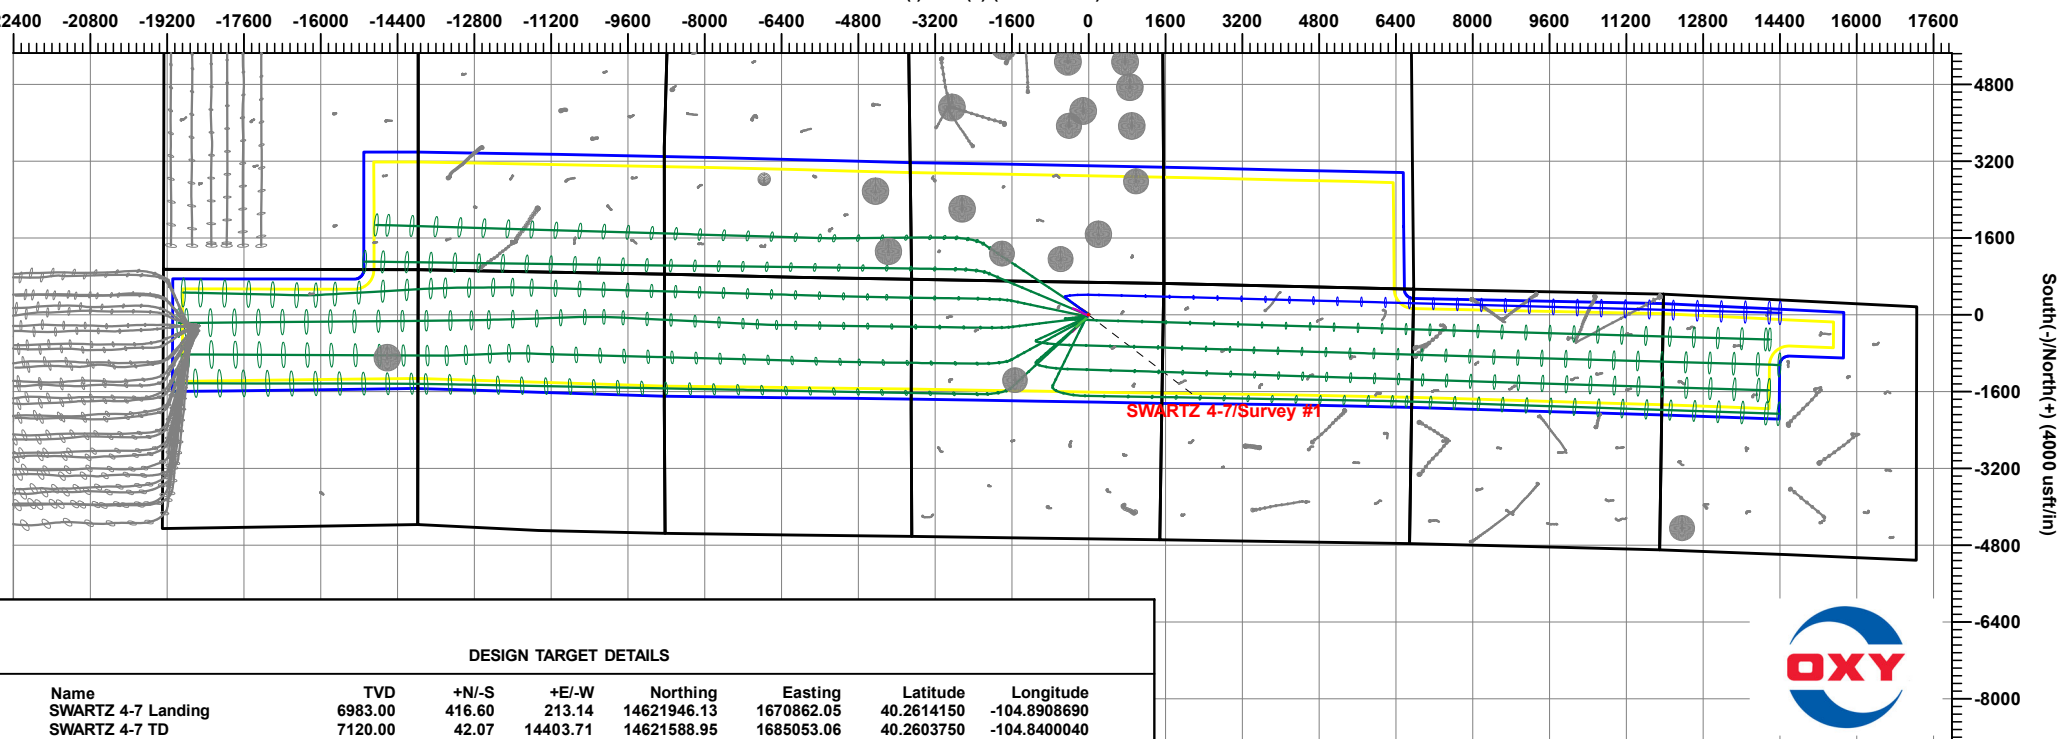 22400 -20800 -19200 -17600 -16000 -14400 -12800 -11200 -9600 -8000 -6400 -4800 -3200 -1600 0 1600 3200 4800 6400 8000 9600 11200 12800 14400 16000 17600
4800
3200
1600
0
-1600
-3200
-4800
-6400
-8000
South(-)/North(+) (4000 usft/in)
SWARTZ 4-7/Survey #1
DESIGN TARGET DETAILS
Name TVD +N/-S +E/-W Northing Easting Latitude Longitude
SWARTZ 4-7 Landing 6983.00 416.60 213.14 14621946.13 1670862.05 40.2614150 -104.8908690
SWARTZ 4-7 TD 7120.00 42.07 14403.71 14621588.95 1685053.06 40.2603750 -104.8400040
OXY